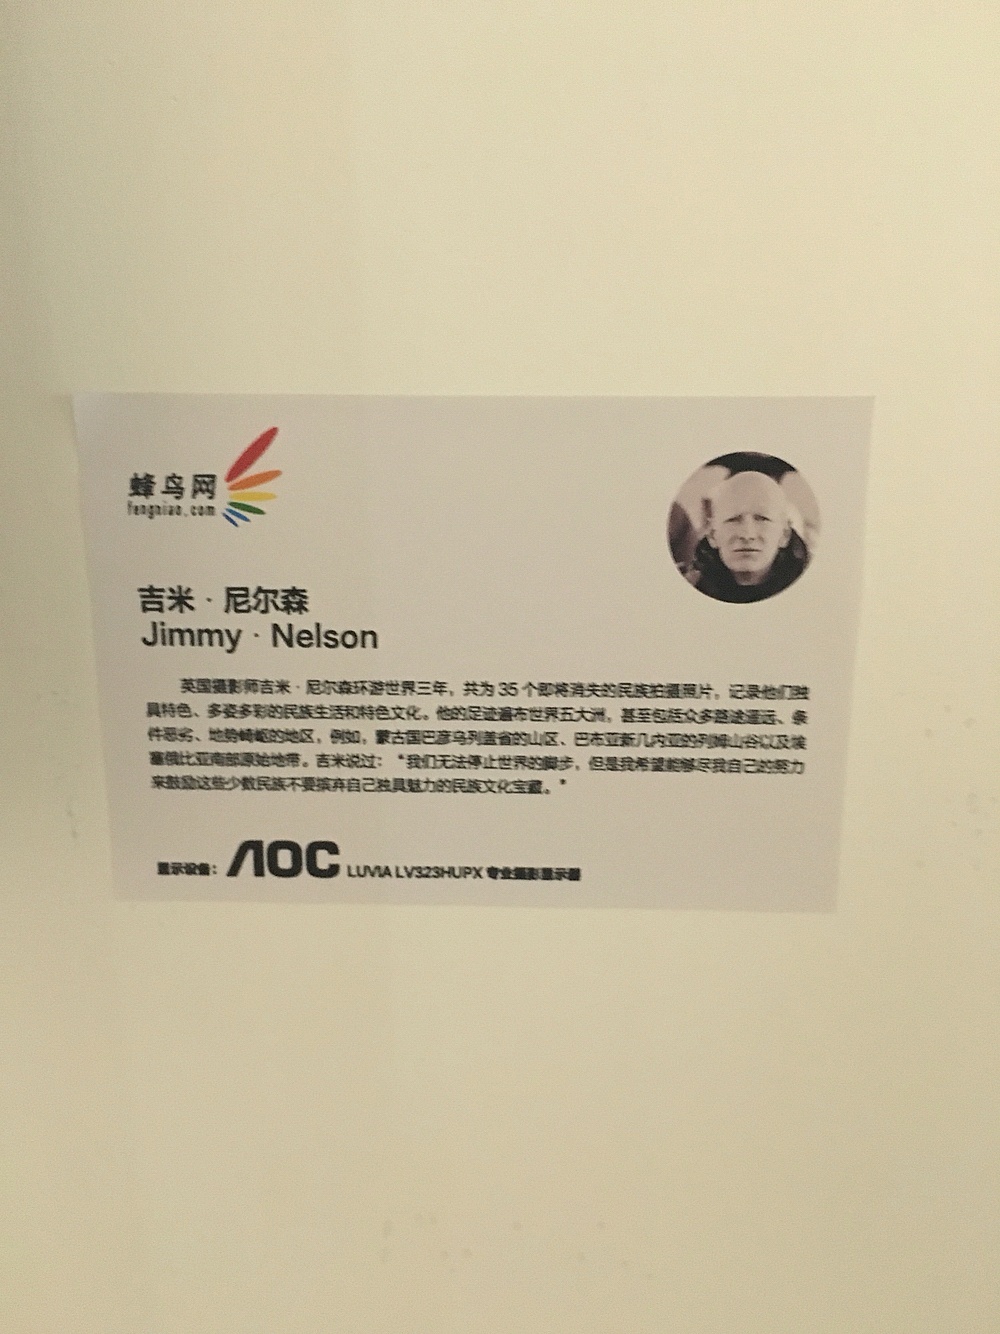 蜂鸟网
fengniao.com
吉米 · 尼尔森
Jimmy · Nelson
英国摄影师吉米 · 尼尔森环游世界三年，共为 35 个即将消失的民族拍摄照片，记录他们独
具特色、多姿多彩的民族生活和特色文化。他的足迹遍布世界五大洲，甚至包括众多路途遥远、条
件恶劣、地势崎岖的地区，例如，蒙古国巴彦乌列盖省的山区、巴布亚新几内亚的列姆山谷以及埃
塞俄比亚南部原始地带。吉米说过：“我们无法停止世界的脚步，但是我希望能够尽我自己的努力
来鼓励这些少数民族不要摈弃自己独具魅力的民族文化宝藏。”
显示设备：AOC LUVIA LV323HUPX 专业摄影显示器